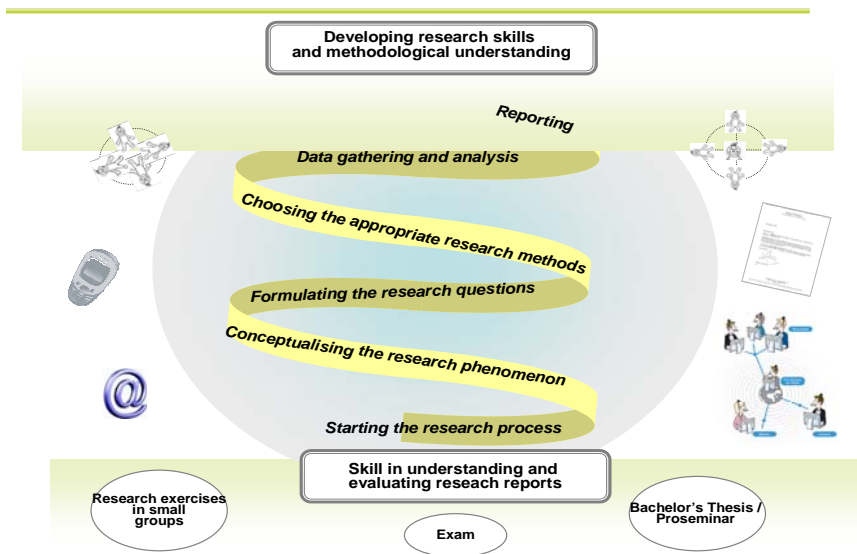 Developing research skills
and methodological understanding
Reporting
Data gathering and analysis
Choosing the appropriate research methods
Formulating the research questions
Conceptualising the research phenomenon
Starting the research process
Skill in understanding and
evaluating reseach reports
Research exercises
in small
groups
Exam
Bachelor's Thesis /
Proseminar
@